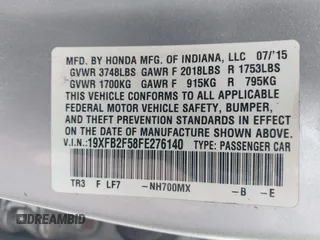 MFD. BY HONDA MFG. OF INDIANA, LLC 07/'15
GVWR 3748LBS GAWR F 2018LBS R 1753LBS
GVWR 1700KG GAWR F 915KG R 795KG
THIS VEHICLE CONFORMS TO ALL APPLICABLE
FEDERAL MOTOR VEHICLE SAFETY, BUMPER,
AND THEFT PREVENTION STANDARDS IN EFFECT
ON THE DATE OF MANUFACTURE SHOWN ABOVE.
V.I.N.:19XFB2F58FE276140 TYPE: PASSENGER CAR
TR3 F LF7 -NH700MX -B -E
DREAMBID